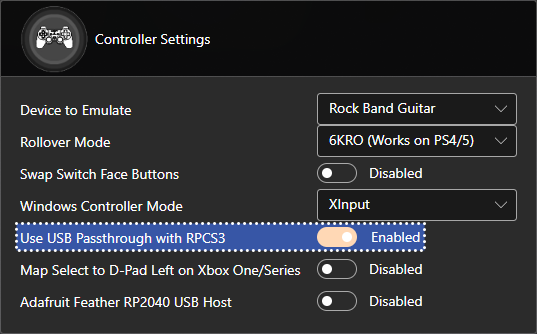 Controller Settings
Device to Emulate Rock Band Guitar
Rollover Mode 6KRO (Works on PS4/5)
Swap Switch Face Buttons Disabled
Windows Controller Mode XInput
Use USB Passthrough with RPCS3 Enabled
Map Select to D-Pad Left on Xbox One/Series Disabled
Adafruit Feather RP2040 USB Host Disabled